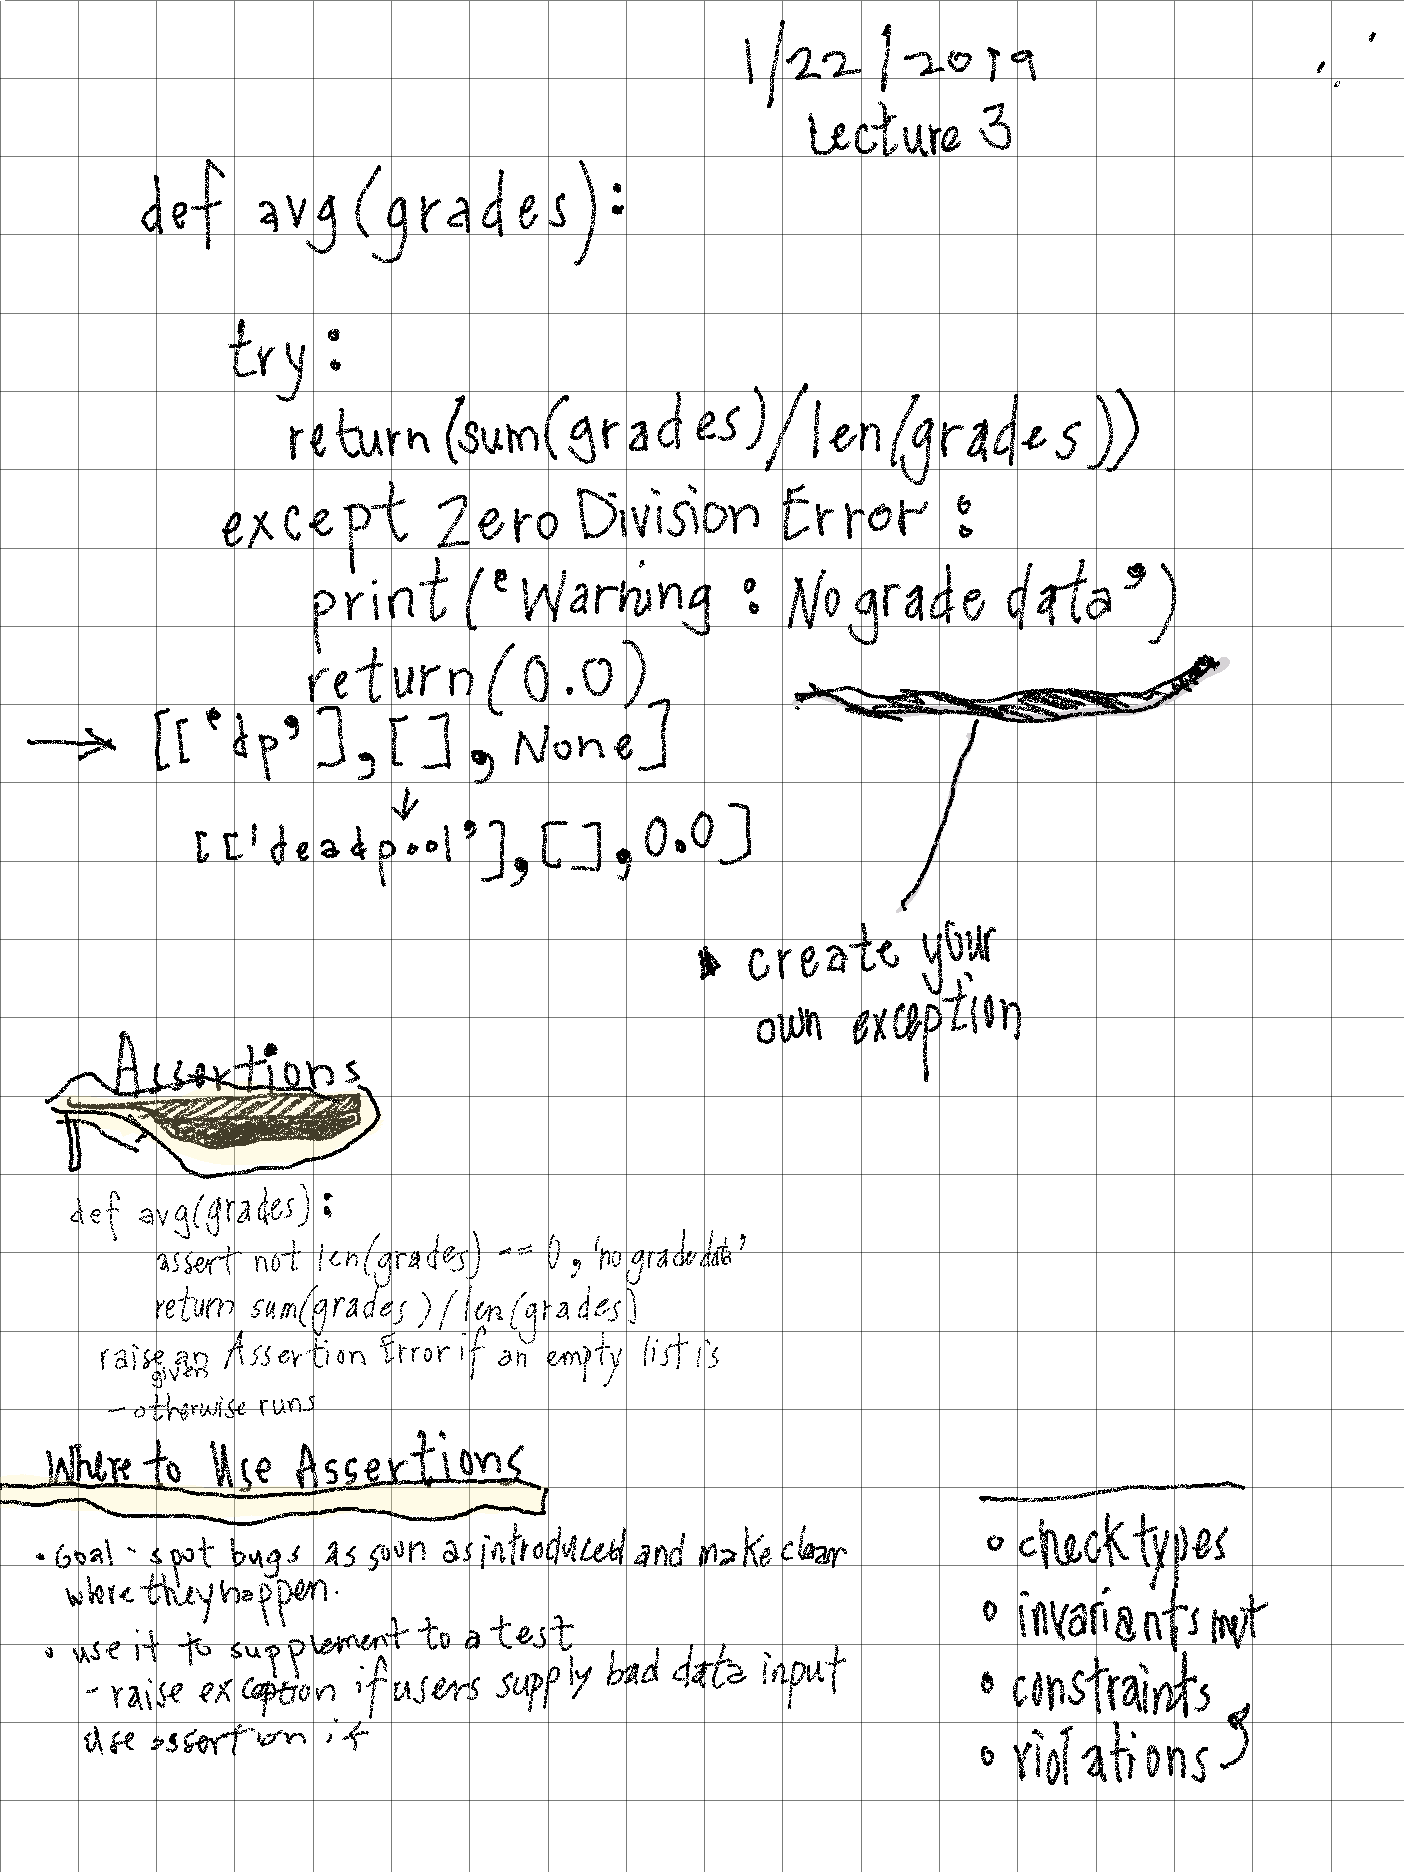 1/22/2019
Lecture 3
def avg(grades):
try:
return(sum(grades)/len(grades))
except Zero Division Error:
print('Warning: No grade data')
return(0.0)
→ [['dp'],[],None]
↓
[['deadpool'],[],0.0]
create your
own exception
Assertions
def avg(grades):
assert not len(grades) == 0, 'no grade data'
return sum(grades)/len(grades)
raise an Assertion Error if an empty list is
given
- otherwise runs
Where to Use Assertions
• Goal - spot bugs as soon as introduced and make clear
where they happen.
• use it to supplement to a test
- raise exception if users supply bad data input
use assertion if
• check types
• invariants met
• constraints
• violations